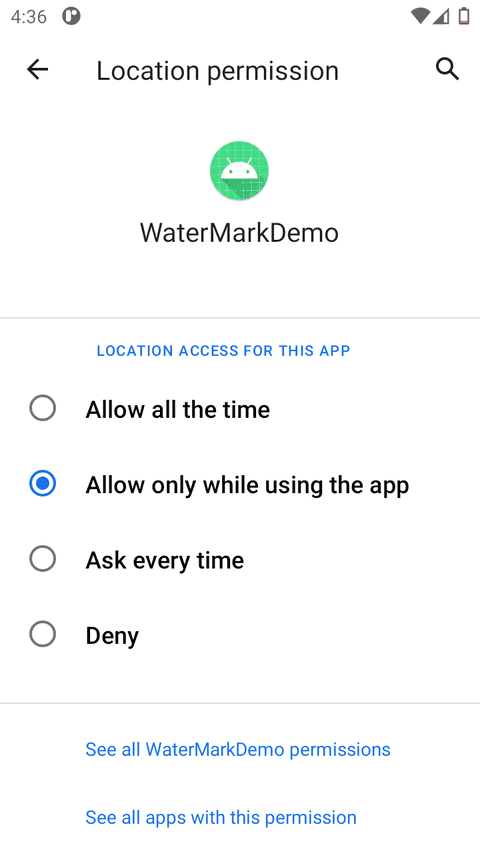 4:36
Location permission
WaterMarkDemo
LOCATION ACCESS FOR THIS APP
Allow all the time
Allow only while using the app
Ask every time
Deny
See all WaterMarkDemo permissions
See all apps with this permission